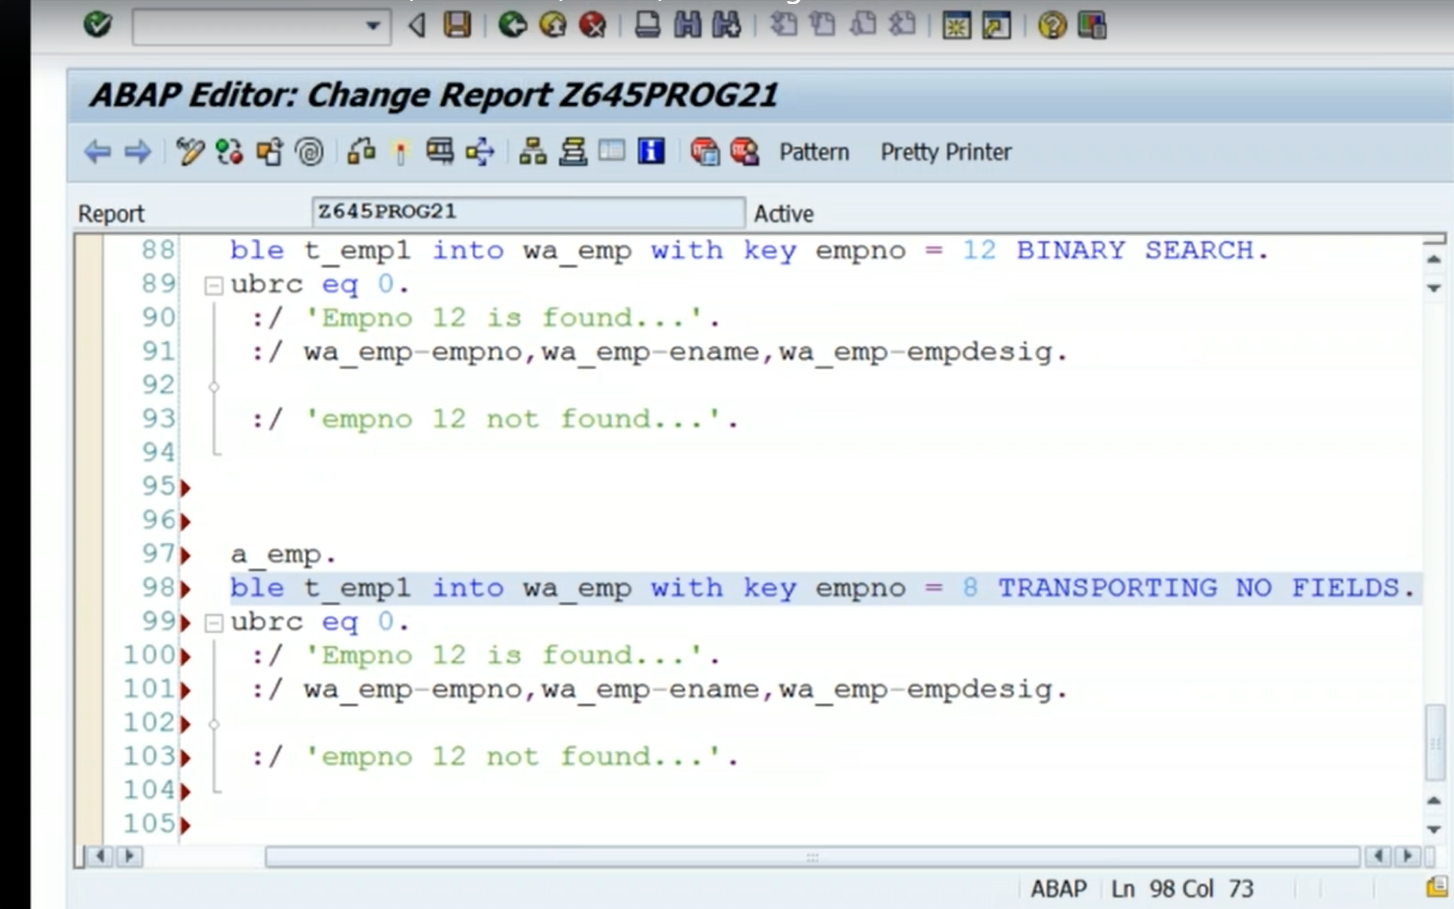 ABAP Editor: Change Report Z645PROG21
Pattern Pretty Printer
Report Z645PROG21 Active
88 ble t_emp1 into wa_emp with key empno = 12 BINARY SEARCH.
89 ubrc eq 0.
90 :/ 'Empno 12 is found...'.
91 :/ wa_emp-empno,wa_emp-ename,wa_emp-empdesig.
92
93 :/ 'empno 12 not found...'.
94
95
96
97 a_emp.
98 ble t_emp1 into wa_emp with key empno = 8 TRANSPORTING NO FIELDS.
99 ubrc eq 0.
100 :/ 'Empno 12 is found...'.
101 :/ wa_emp-empno,wa_emp-ename,wa_emp-empdesig.
102
103 :/ 'empno 12 not found...'.
104
105
ABAP Ln 98 Col 73